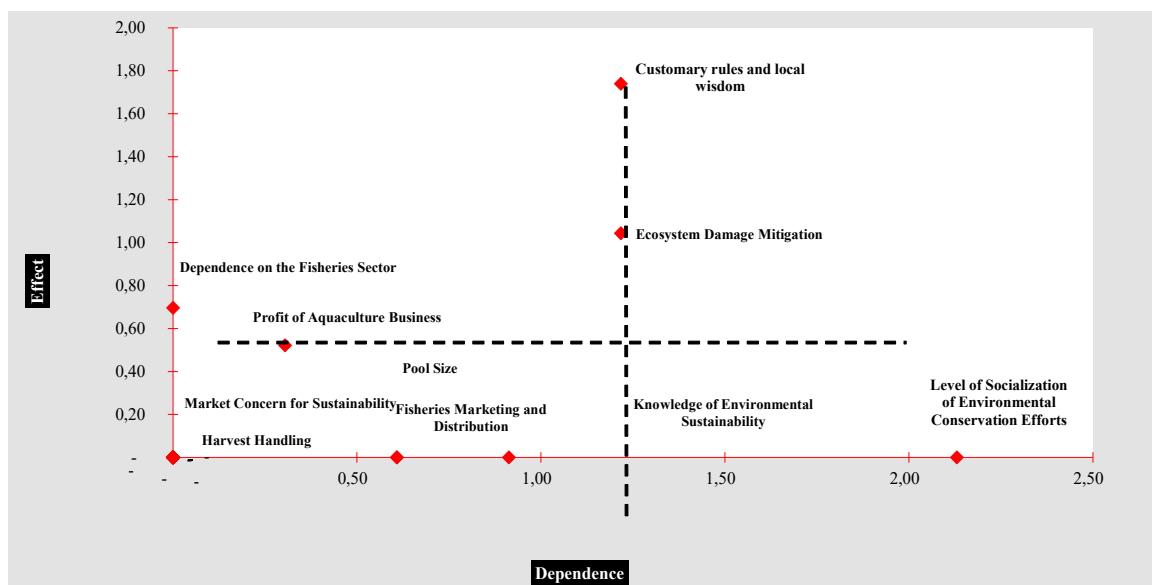 2,00
1,80
Customary rules and local
wisdom
1,60
1,40
1,20
1,00
Ecosystem Damage Mitigation
Effect
0,80
Dependence on the Fisheries Sector
0,60
Profit of Aquaculture Business
0,40
Pool Size
0,20
Market Concern for Sustainability
Fisheries Marketing and
Distribution
Knowledge of Environmental
Sustainability
Level of Socialization
of Environmental
Conservation Efforts
Harvest Handling
-
-
- - 0,50 1,00 1,50 2,00 2,50
Dependence